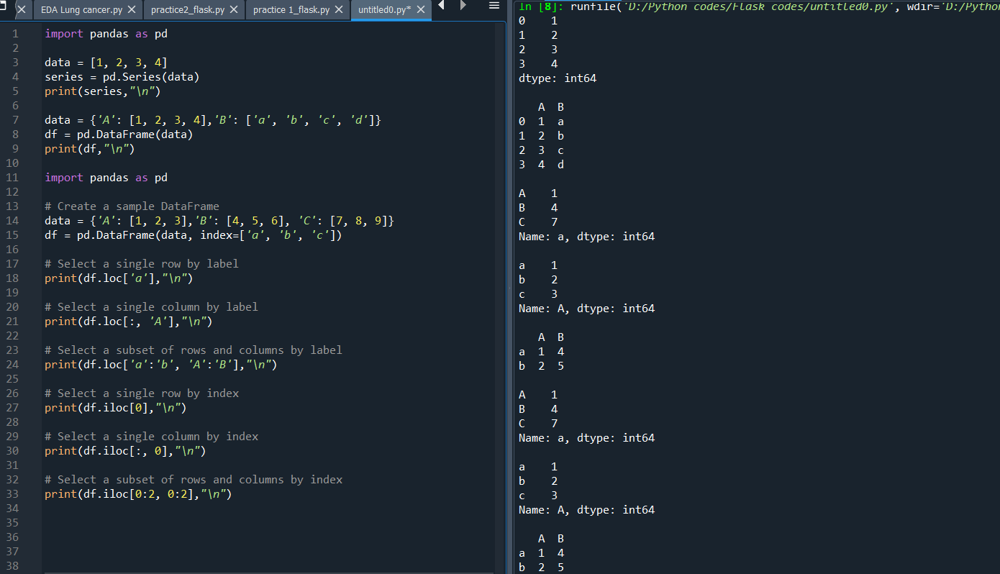 EDA Lung cancer.py practice2_flask.py practice 1_flask.py untitled0.py*
1 import pandas as pd
2
3 data = [1, 2, 3, 4]
4 series = pd.Series(data)
5 print(series,"\n")
6
7 data = {'A': [1, 2, 3, 4],'B': ['a', 'b', 'c', 'd']}
8 df = pd.DataFrame(data)
9 print(df,"\n")
10
11 import pandas as pd
12
13 # Create a sample DataFrame
14 data = {'A': [1, 2, 3],'B': [4, 5, 6], 'C': [7, 8, 9]}
15 df = pd.DataFrame(data, index=['a', 'b', 'c'])
16
17 # Select a single row by label
18 print(df.loc['a'],"\n")
19
20 # Select a single column by label
21 print(df.loc[:, 'A'],"\n")
22
23 # Select a subset of rows and columns by label
24 print(df.loc['a':'b', 'A':'B'],"\n")
25
26 # Select a single row by index
27 print(df.iloc[0],"\n")
28
29 # Select a single column by index
30 print(df.iloc[:, 0],"\n")
31
32 # Select a subset of rows and columns by index
33 print(df.iloc[0:2, 0:2],"\n")
34
35
36
37
38
In [8]: runfile('D:/Python codes/Flask codes/untitled0.py', wdir='D:/Python
0 1
1 2
2 3
3 4
dtype: int64
A B
0 1 a
1 2 b
2 3 c
3 4 d
A 1
B 4
C 7
Name: a, dtype: int64
a 1
b 2
c 3
Name: A, dtype: int64
A B
a 1 4
b 2 5
A 1
B 4
C 7
Name: a, dtype: int64
a 1
b 2
c 3
Name: A, dtype: int64
A B
a 1 4
b 2 5